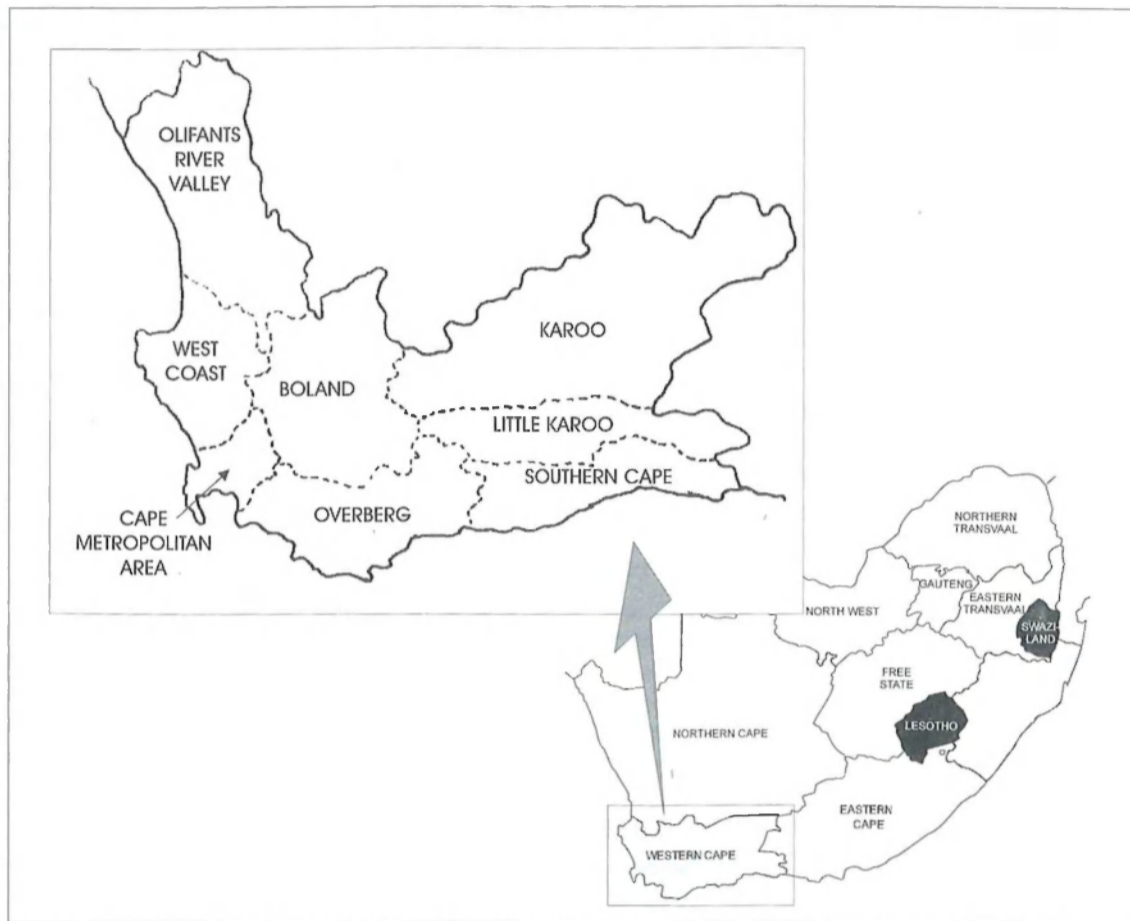 OLIFANTS
RIVER
VALLEY
WEST
COAST
BOLAND
KAROO
LITTLE KAROO
SOUTHERN CAPE
OVERBERG
CAPE
METROPOLITAN
AREA
NORTHERN
TRANSVAAL
GAUTENG
EASTERN
TRANSVAAL
NORTH WEST
SWAZI-
LAND
FREE
STATE
LESOTHO
NORTHERN CAPE
EASTERN
CAPE
WESTERN CAPE